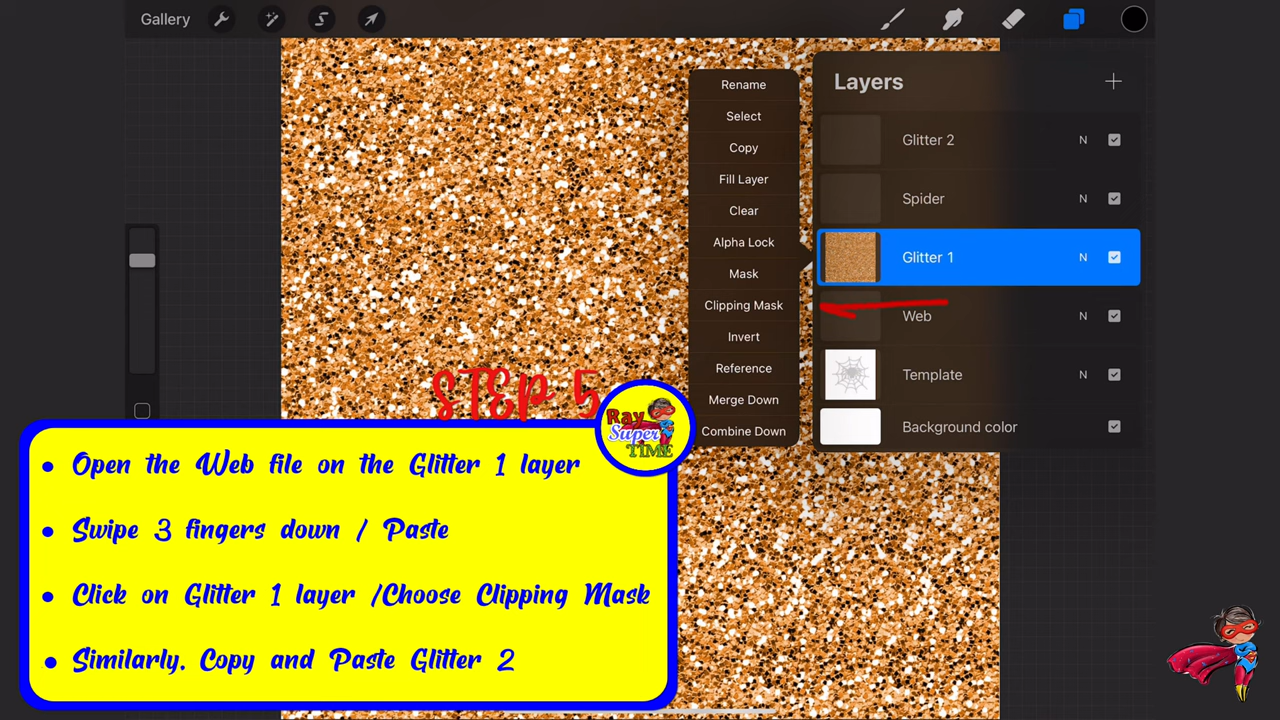 Gallery
Layers
Rename
Select
Copy
Fill Layer
Clear
Alpha Lock
Mask
Clipping Mask
Invert
Reference
Merge Down
Combine Down
Glitter 2 N
Spider N
Glitter 1 N
Web N
Template N
Background color
STEP 5
Ray
Super
TIME
• Open the Web file on the Glitter 1 layer
• Swipe 3 fingers down / Paste
• Click on Glitter 1 layer /Choose Clipping Mask
• Similarly, Copy and Paste Glitter 2